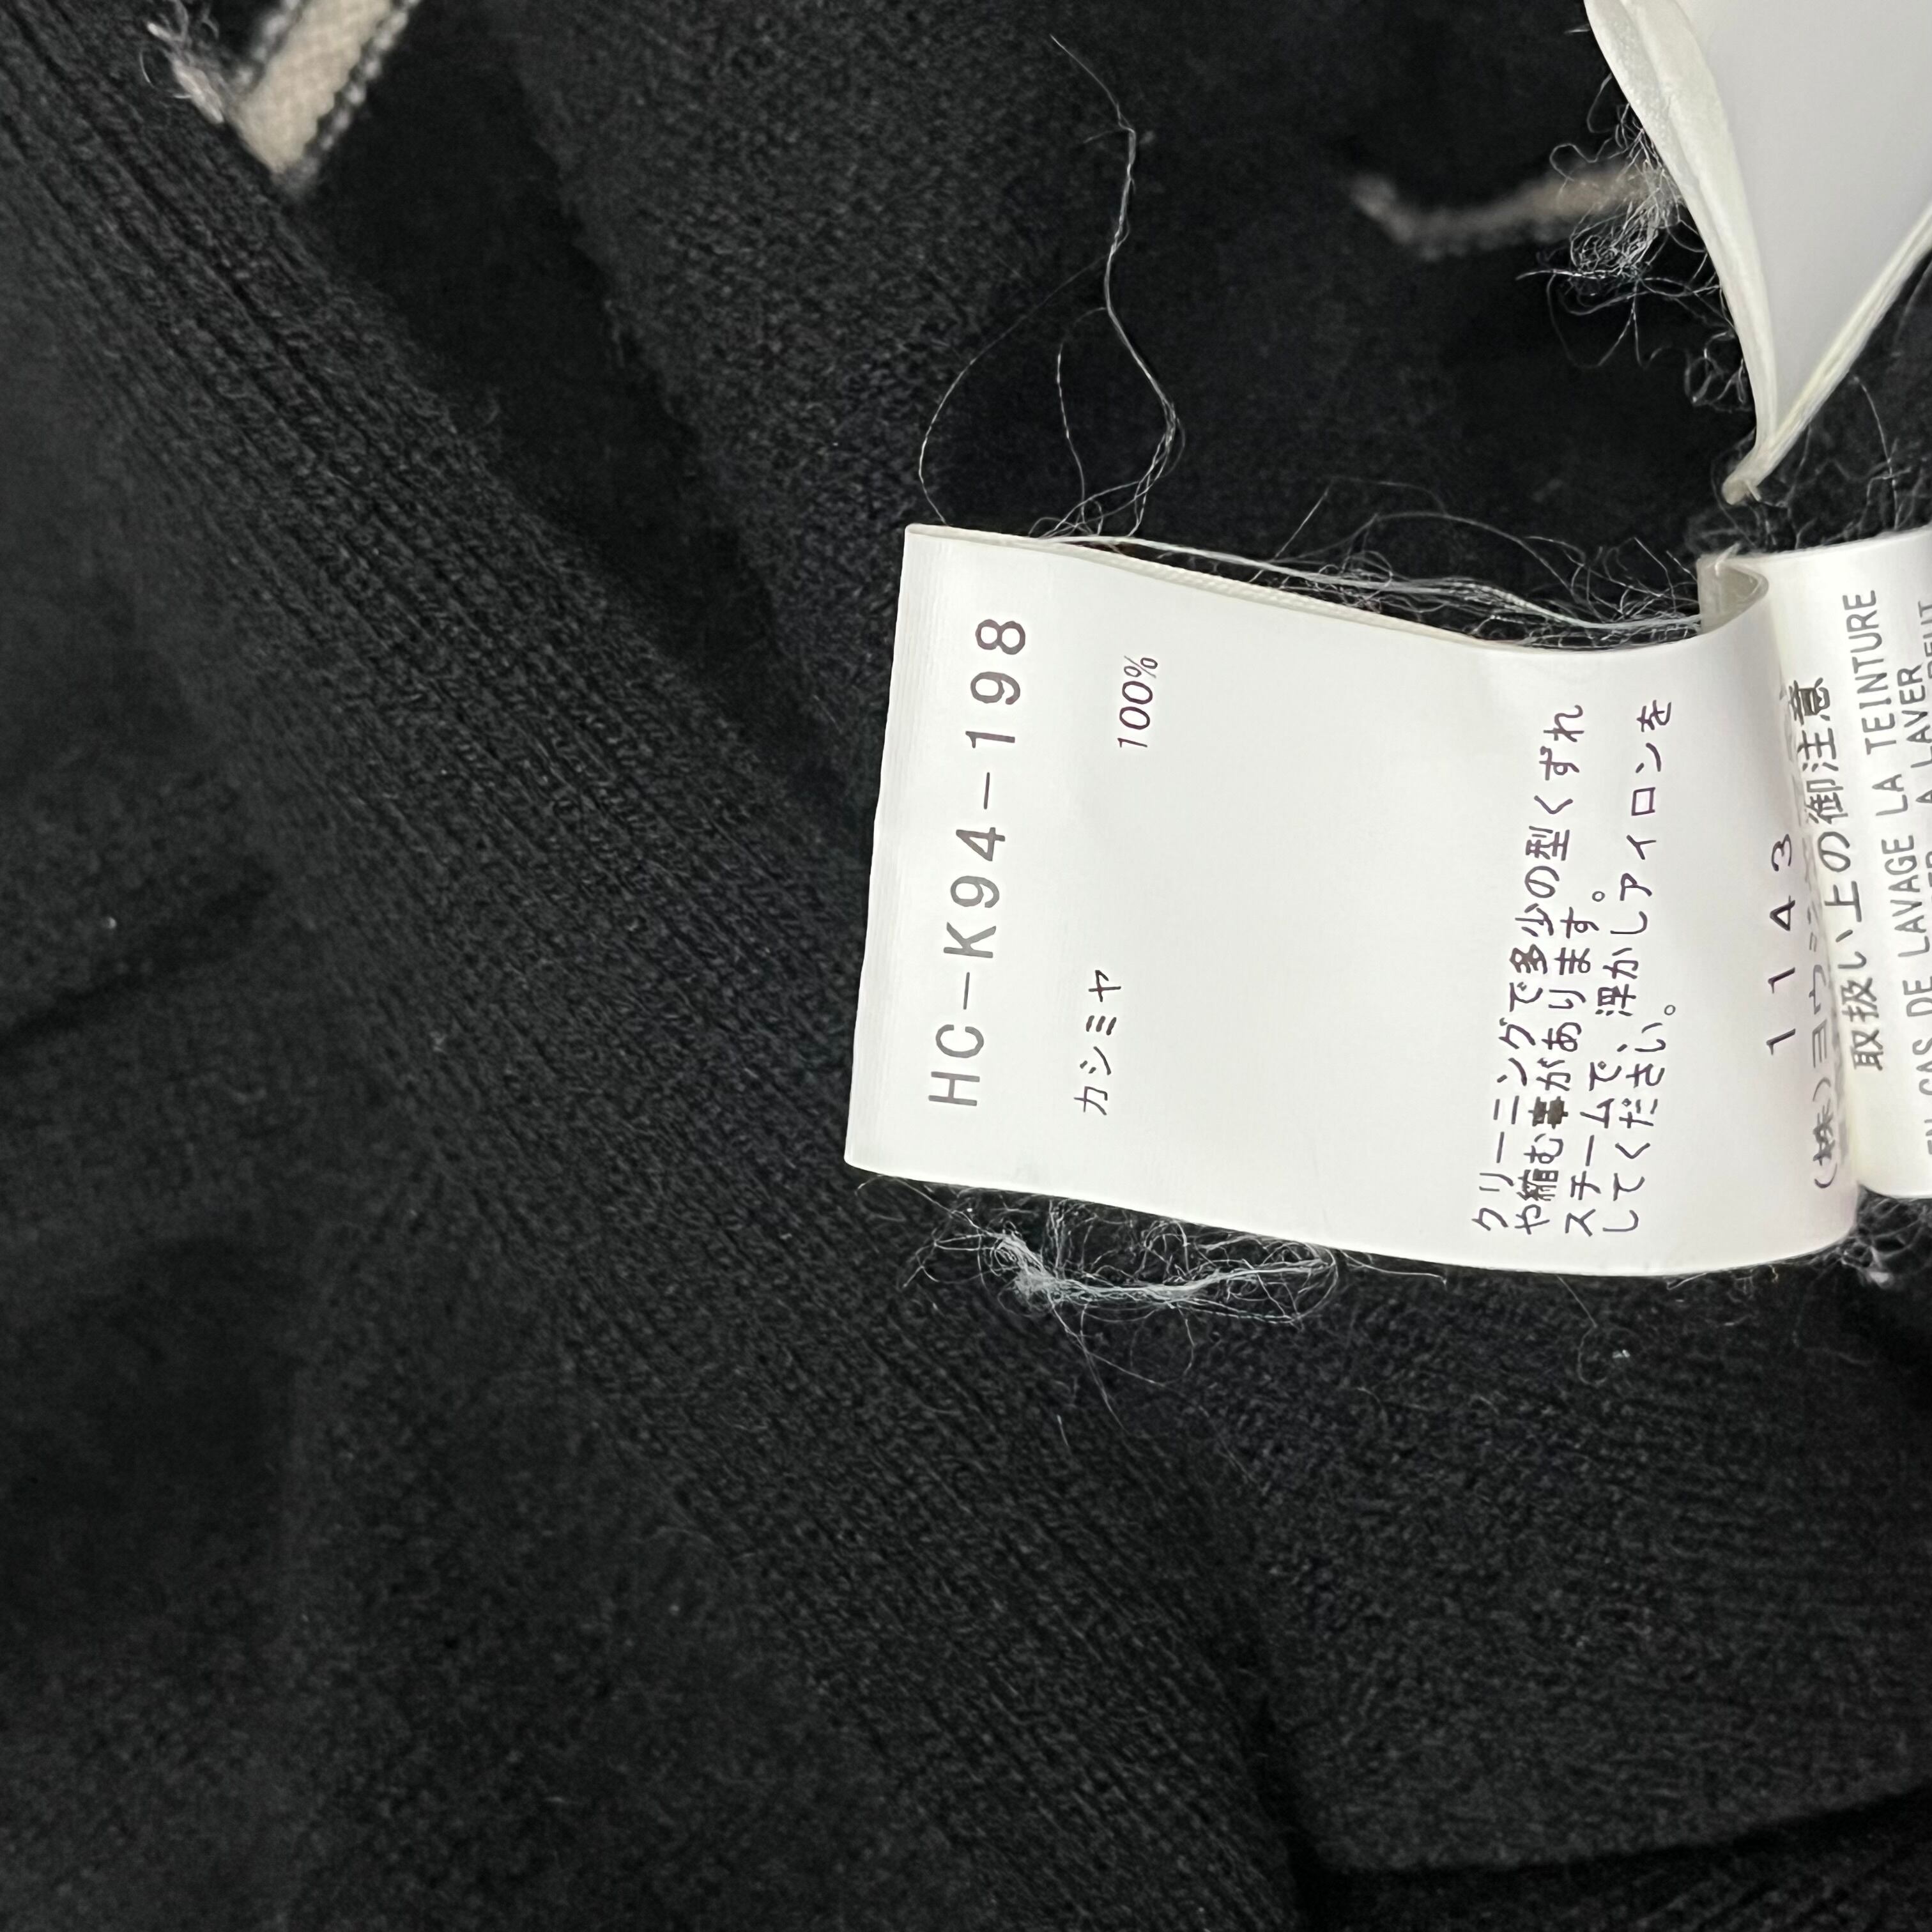 HC-K94-198
カシミヤ 100%
クリーニングで多少の型くずれ
や縮む事があります。
スチームで、浮かしアイロンを
してください。
1143
(株)ヨウジ
取扱い上の御注意
CAS DE LAVAGE LA TEINTURE
A LAVER